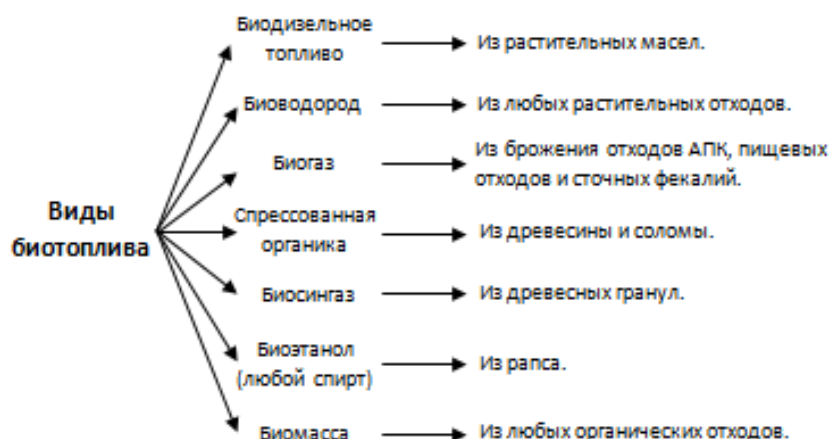 Биодизельное
топливо
Из растительных масел.
Биоводород
Из любых растительных отходов.
Биогаз
Из брожения отходов АПК, пищевых
отходов и сточных фекалий.
Виды
биотоплива
Спрессованная
органика
Из древесины и соломы.
Биосингаз
Из древесных гранул.
Биоэтанол
(любой спирт)
Из рапса.
Биомасса
Из любых органических отходов.